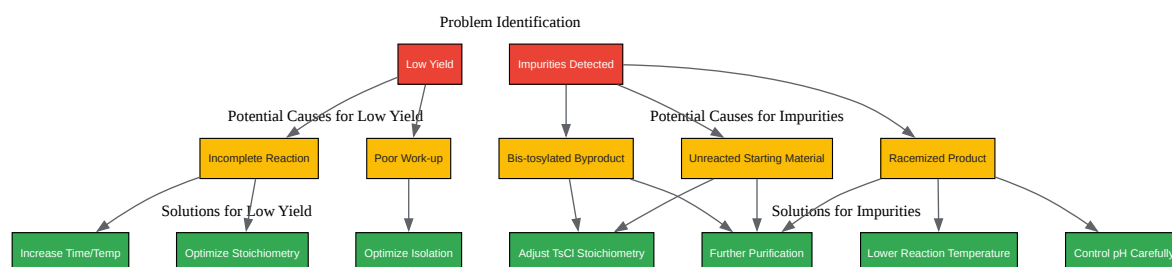 Problem Identification
Low Yield
Impurities Detected
Potential Causes for Low Yield
Potential Causes for Impurities
Incomplete Reaction
Poor Work-up
Bis-tosylated Byproduct
Unreacted Starting Material
Racemized Product
Solutions for Low Yield
Solutions for Impurities
Increase Time/Temp
Optimize Stoichiometry
Optimize Isolation
Adjust TsCl Stoichiometry
Further Purification
Lower Reaction Temperature
Control pH Carefully